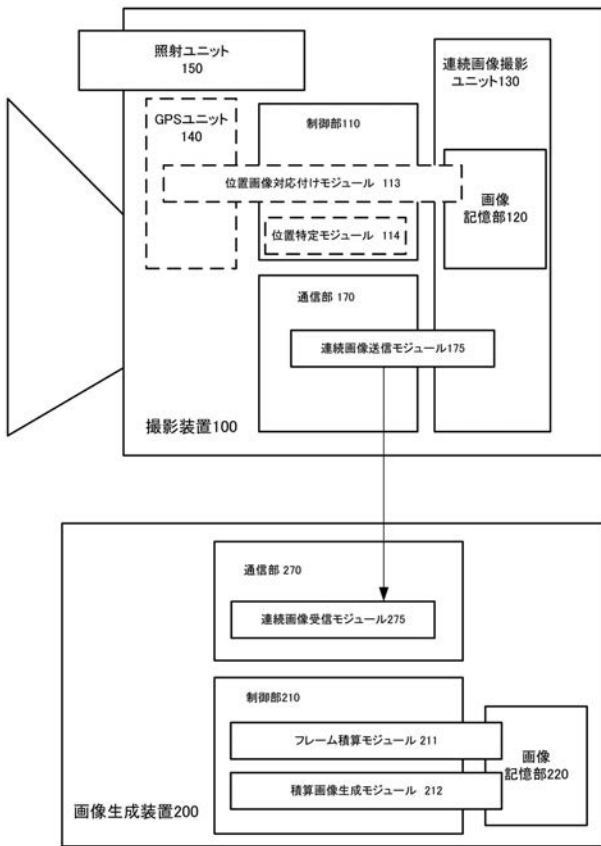 照射ユニット
150
連続画像撮影
ユニット130
GPSユニット
140
制御部110
位置画像対応付けモジュール 113
画像
記憶部120
位置特定モジュール 114
通信部 170
連続画像送信モジュール175
撮影装置100
通信部 270
連続画像受信モジュール275
制御部210
フレーム積算モジュール 211
画像
記憶部220
積算画像生成モジュール 212
画像生成装置200